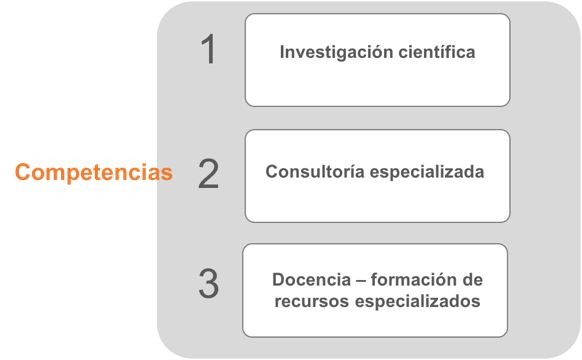 Competencias
1
Investigación científica
2
Consultoría especializada
3
Docencia – formación de
recursos especializados